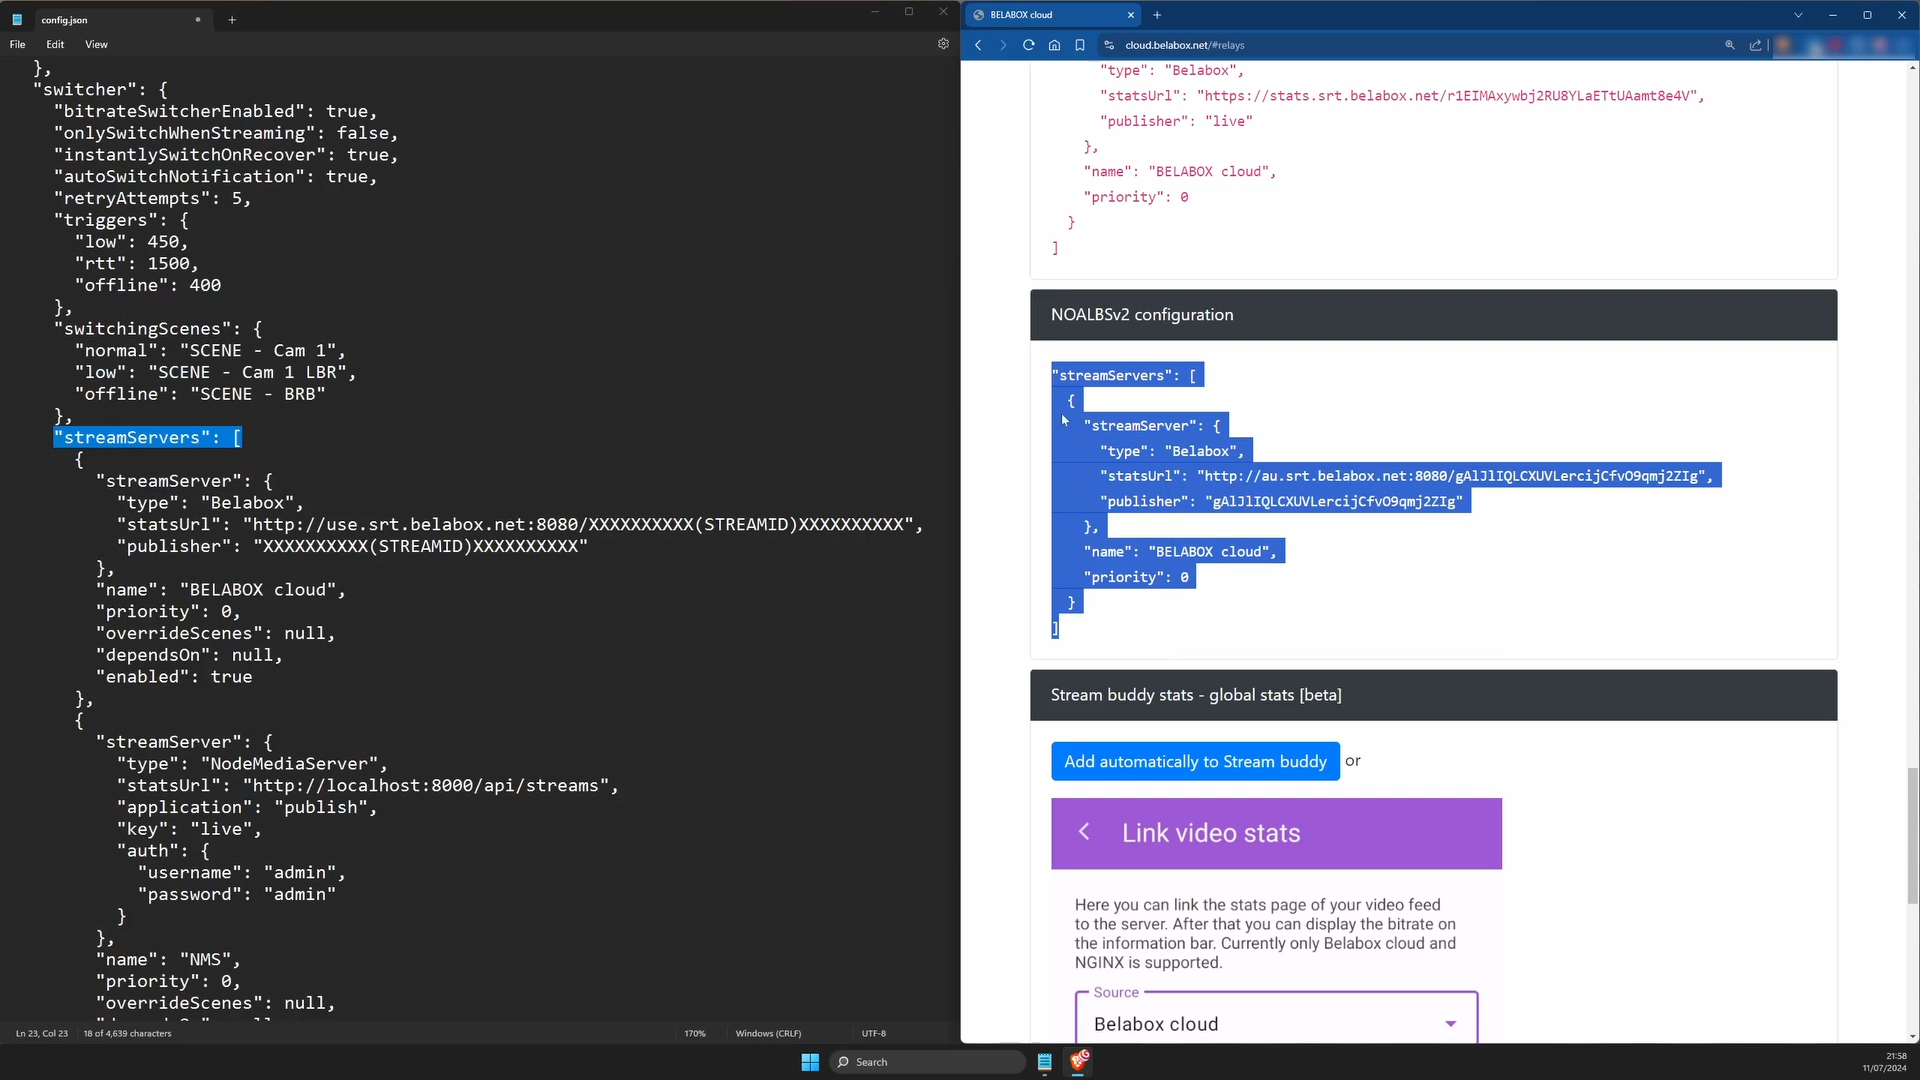 config.json
File
Edit
View
},
"switcher": {
"bitrateSwitcherEnabled": true,
"onlySwitchWhenStreaming": false,
"instantlySwitchOnRecover": true,
"autoSwitchNotification": true,
"retryAttempts": 5,
"triggers": {
"low": 450,
"rtt": 1500,
"offline": 400
},
"switchingScenes": {
"normal": "SCENE - Cam 1",
"low": "SCENE - Cam 1 LBR",
"offline": "SCENE - BRB"
},
"streamServers": [
{
"streamServer": {
"type": "Belabox",
"statsUrl": "http://use.srt.belabox.net:8080/XXXXXXXXXX(STREAMID)XXXXXXXXXX",
"publisher": "XXXXXXXXXX(STREAMID)XXXXXXXXXX"
},
"name": "BELABOX cloud",
"priority": 0,
"overrideScenes": null,
"dependsOn": null,
"enabled": true
},
{
"streamServer": {
"type": "NodeMediaServer",
"statsUrl": "http://localhost:8000/api/streams",
"application": "publish",
"key": "live",
"auth": {
"username": "admin",
"password": "admin"
}
},
"name": "NMS",
"priority": 0,
"overrideScenes": null,
Ln 23, Col 23
18 of 4,639 characters
170%
Windows (CRLF)
UTF-8
BELABOX cloud
cloud.belabox.net/#relays
"type": "Belabox",
"statsUrl": "https://stats.srt.belabox.net/r1EIMAxywbj2RU8YLaETtUAamt8e4V",
"publisher": "live"
},
"name": "BELABOX cloud",
"priority": 0
}
]
NOALBSv2 configuration
"streamServers": [
{
"streamServer": {
"type": "Belabox",
"statsUrl": "http://au.srt.belabox.net:8080/gAlJlIQLCXUVLercijCfvO9qmj2ZIg",
"publisher": "gAlJlIQLCXUVLercijCfvO9qmj2ZIg"
},
"name": "BELABOX cloud",
"priority": 0
}
]
Stream buddy stats - global stats [beta]
Add automatically to Stream buddy or
Link video stats
Here you can link the stats page of your video feed
to the server. After that you can display the bitrate on
the information bar. Currently only Belabox cloud and
NGINX is supported.
Source
Belabox cloud
Search
21:58
11/07/2024